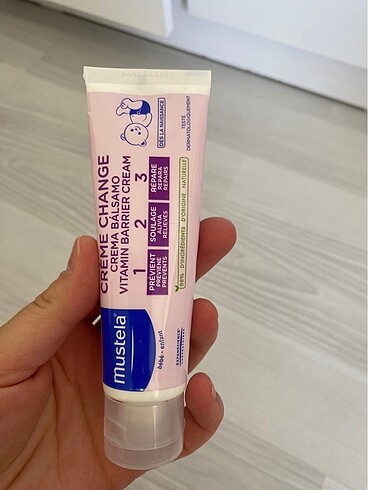 mustela
bébé - enfant
CRÈME CHANGE
CREMA BÁLSAMO
VITAMIN BARRIER CREAM
1
PRÉVIENT
PREVIENE
PREVENTS
2
SOULAGE
ALIVIA
RELIEVES
3
RÉPARE
REPARA
REPAIRS
98% D'INGRÉDIENTS D'ORIGINE NATURELLE
DÈS LA NAISSANCE
TESTÉ
DERMATOLOGIQUEMENT